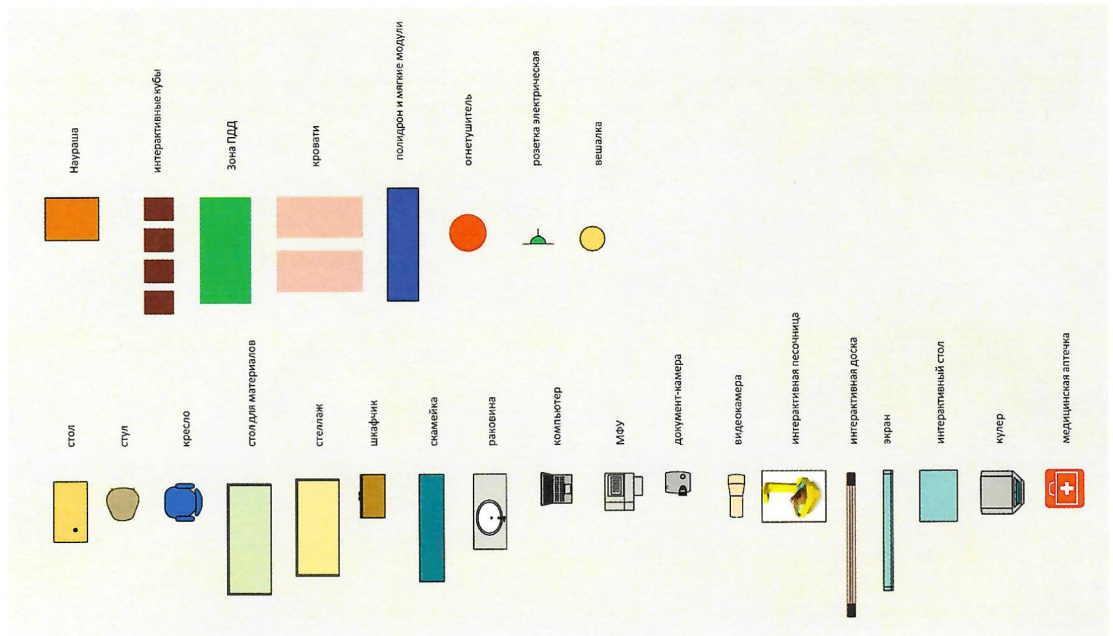 стол
стул
кресло
стол для материалов
стеллаж
шкафчик
скамейка
раковина
компьютер
МФУ
документ-камера
видеокамера
интерактивная песочница
интерактивная доска
экран
интерактивный стол
кулер
медицинская аптечка
Наураша
интерактивные кубы
Зона ПДД
кровати
полидрон и мягкие модули
огнетушитель
розетка электрическая
вешалка